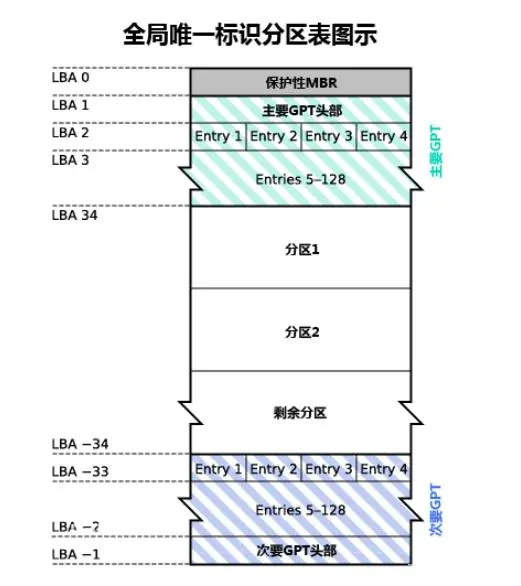 全局唯一标识分区表图示
LBA 0
保护性MBR
LBA 1
主要GPT头部
LBA 2
Entry 1 Entry 2 Entry 3 Entry 4
LBA 3
Entries 5–128
主要GPT
LBA 34
分区1
分区2
剩余分区
LBA −34
LBA −33
Entry 1 Entry 2 Entry 3 Entry 4
Entries 5–128
次要GPT
LBA −2
次要GPT头部
LBA −1